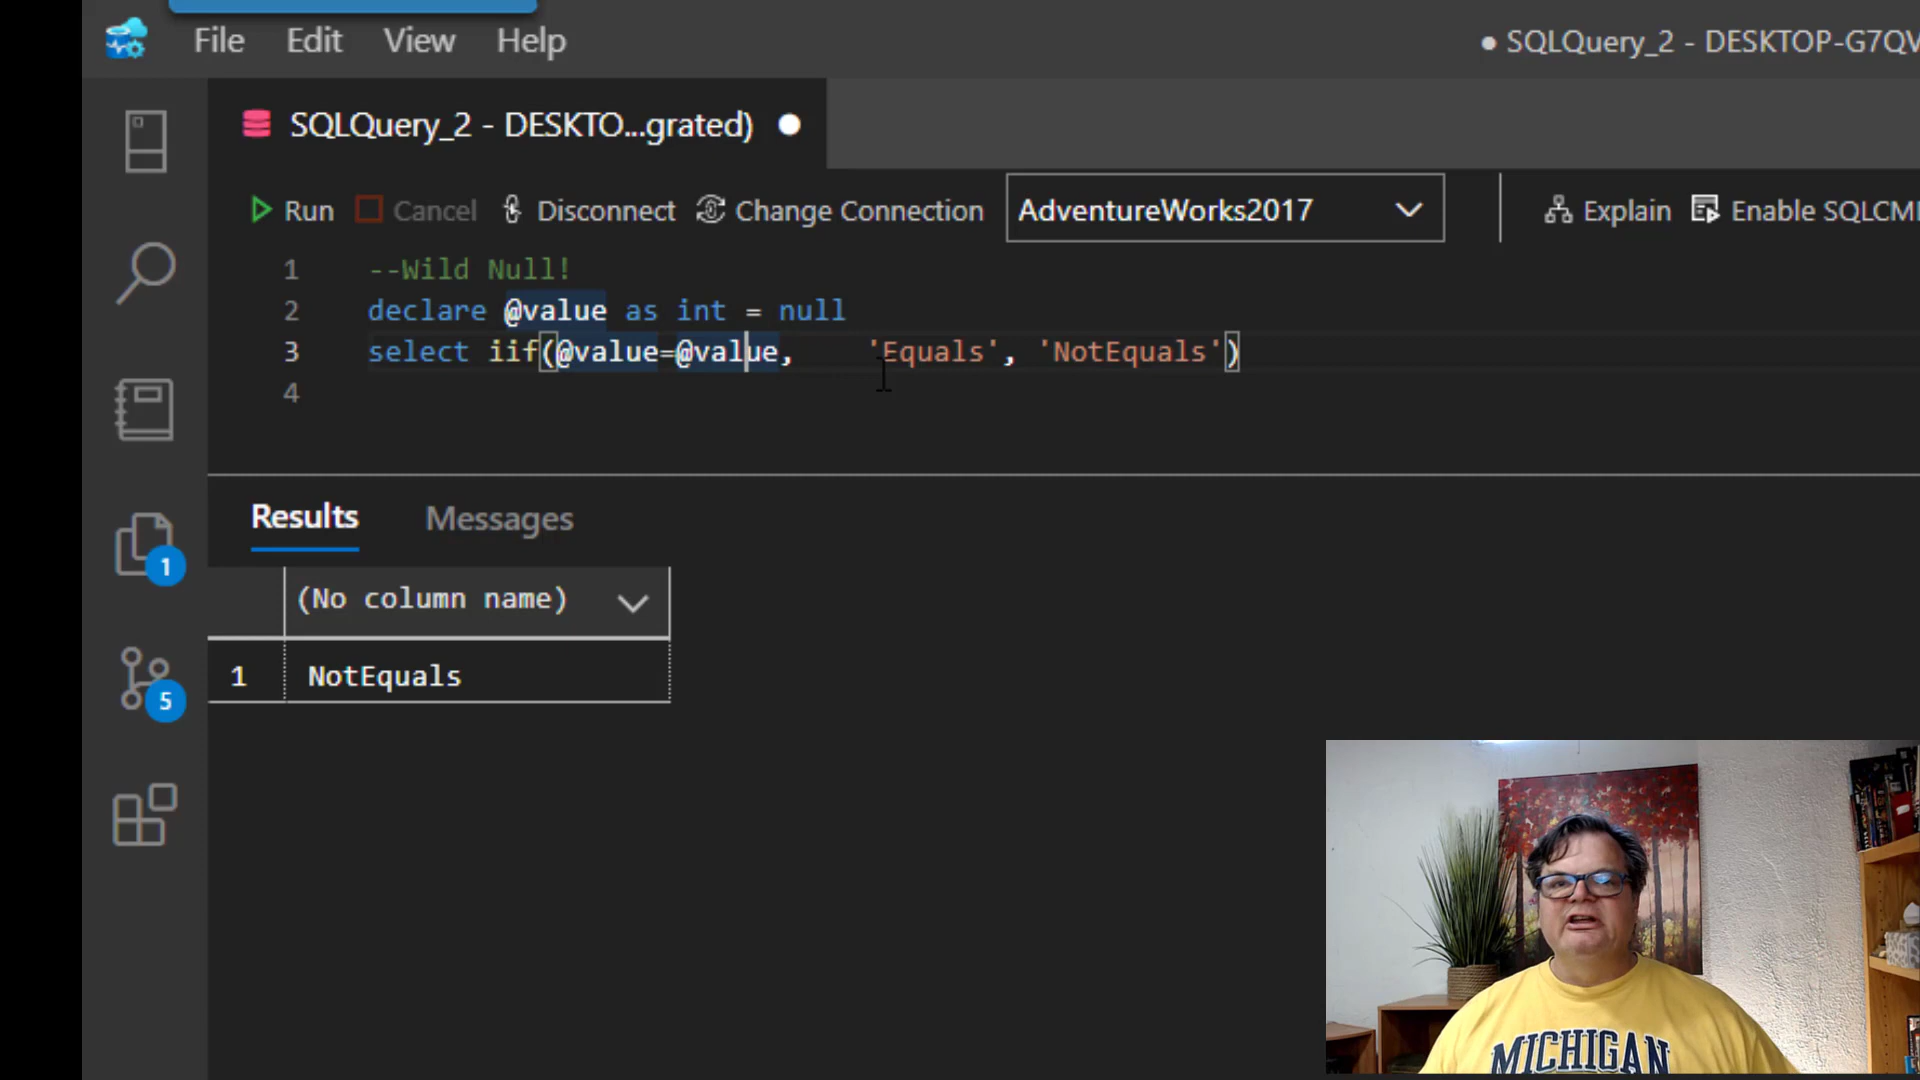 File Edit View Help
● SQLQuery_2 - DESKTOP-G7QV
SQLQuery_2 - DESKTO...grated) ●
Run Cancel Disconnect Change Connection AdventureWorks2017 Explain Enable SQLCM
1 --Wild Null!
2 declare @value as int = null
3 select iif(@value=@value, 'Equals', 'NotEquals')
4
Results Messages
(No column name)
1 NotEquals
1
5
MICHIGAN